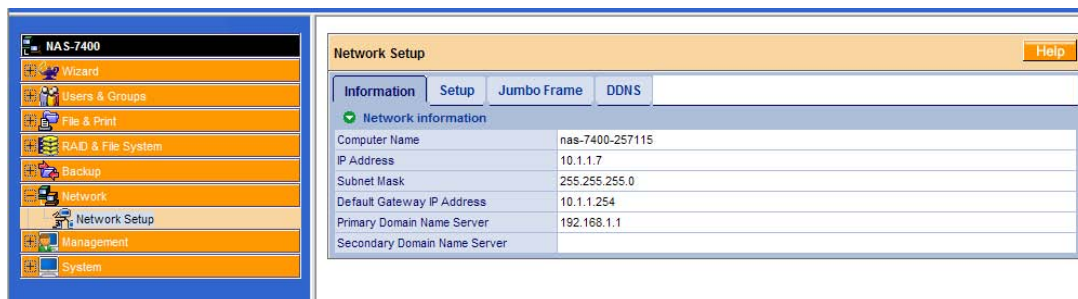 NAS-7400
Wizard
Users & Groups
File & Print
RAID & File System
Backup
Network
Network Setup
Management
System
Network Setup
Help
Information Setup Jumbo Frame DDNS
Network information
Computer Name nas-7400-257115
IP Address 10.1.1.7
Subnet Mask 255.255.255.0
Default Gateway IP Address 10.1.1.254
Primary Domain Name Server 192.168.1.1
Secondary Domain Name Server